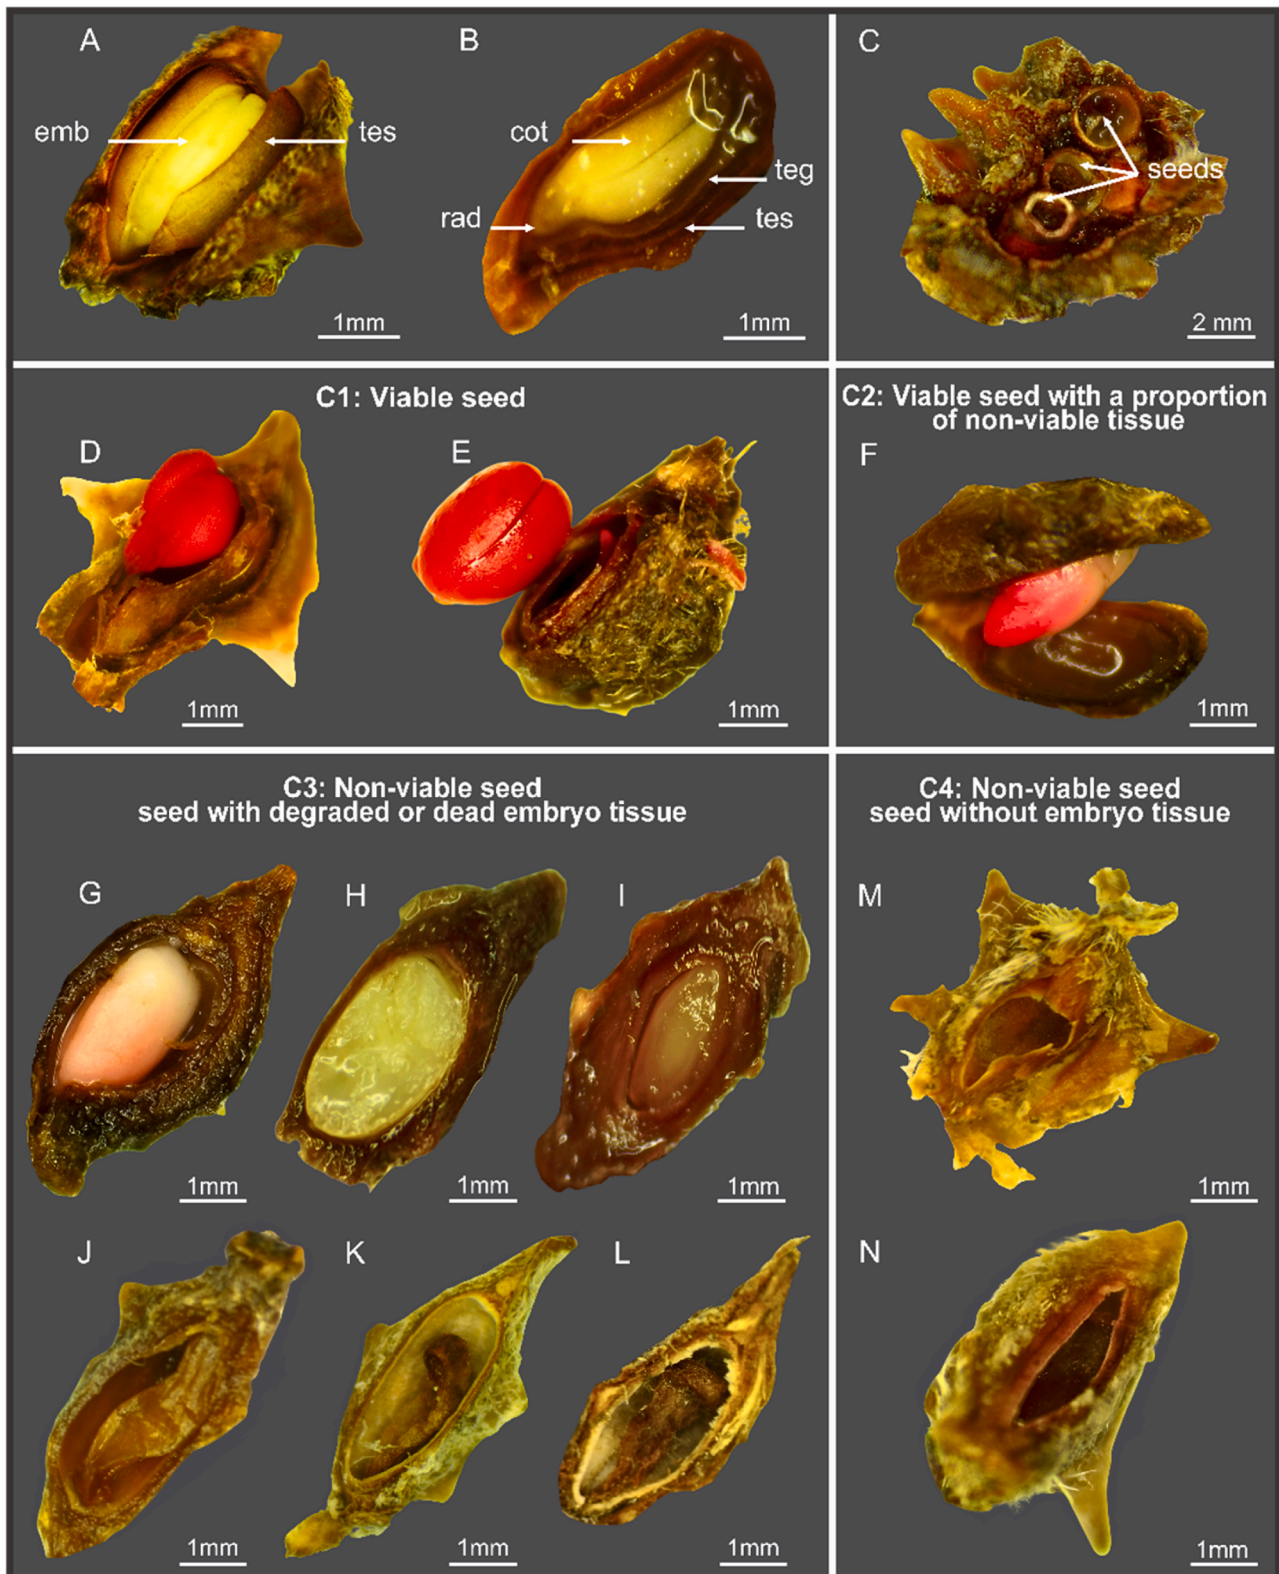 A
B
C
emb
tes
cot
teg
rad
tes
seeds
1mm
1mm
2 mm
C1: Viable seed
C2: Viable seed with a proportion
of non-viable tissue
D
E
F
1mm
1mm
1mm
C3: Non-viable seed
seed with degraded or dead embryo tissue
C4: Non-viable seed
seed without embryo tissue
G
H
I
M
1mm
1mm
1mm
1mm
J
K
L
N
1mm
1mm
1mm
1mm